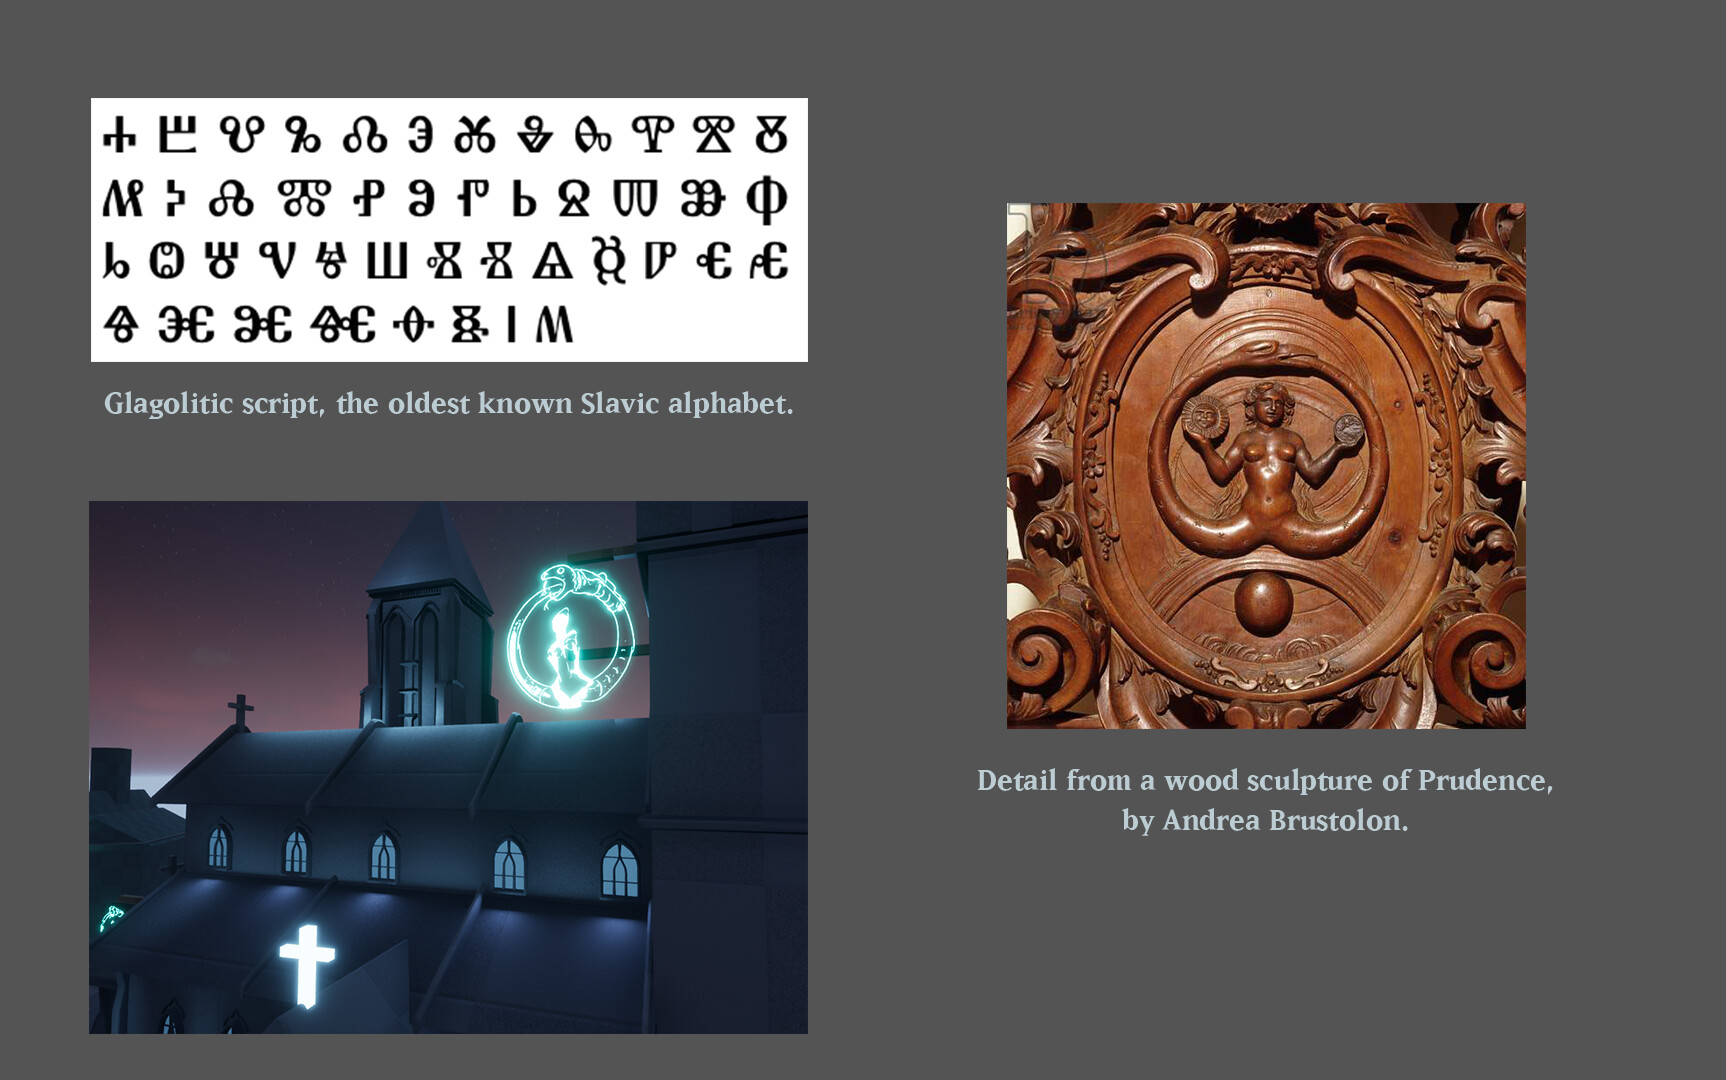 Ⰰ Ⰱ Ⰲ Ⰳ Ⰴ Ⰵ Ⰶ Ⰷ Ⰸ Ⰹ Ⰺ Ⰻ
Ⰼ Ⰽ Ⰾ Ⰿ Ⱀ Ⱁ Ⱂ Ⱃ Ⱄ Ⱅ Ⱆ Ⱇ
Ⱈ Ⱉ Ⱋ Ⱌ Ⱍ Ⱎ Ⱏ Ⱐ Ⱑ Ⱒ Ⱓ Ⱔ Ⱗ
Ⱘ Ⱙ Ⱚ Ⱛ Ⱜ Ⱞ
Glagolitic script, the oldest known Slavic alphabet.
Detail from a wood sculpture of Prudence,
by Andrea Brustolon.